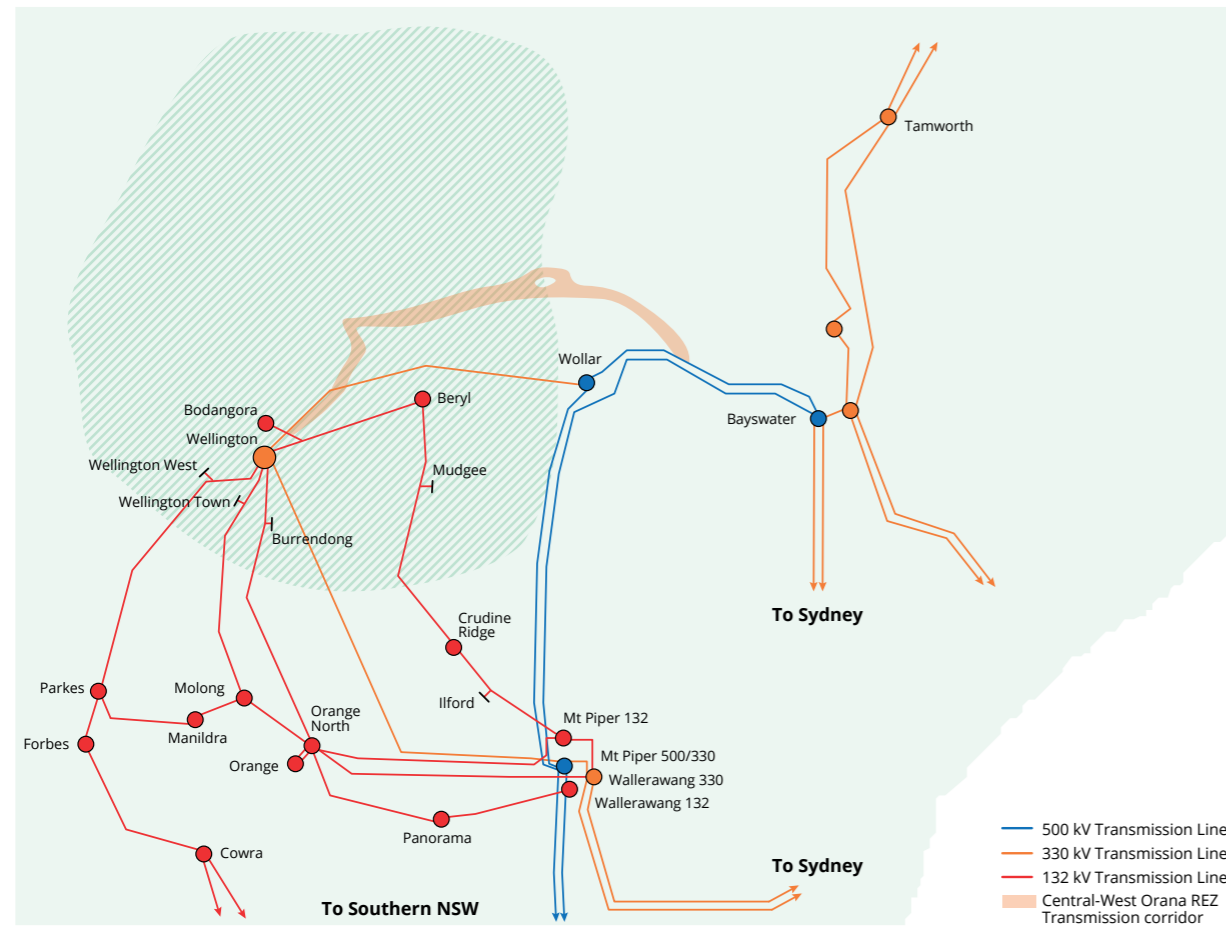 Tamworth
Wollar
Beryl
Bodangora
Bayswater
Wellington
Wellington West
Mudgee
Wellington Town
Burrendong
To Sydney
Crudine
Ridge
Parkes
Molong
Ilford
Orange
North
Mt Piper 132
Forbes
Manildra
Mt Piper 500/330
Orange
Wallerawang 330
Wallerawang 132
Panorama
500 kV Transmission Line
Cowra
330 kV Transmission Line
To Sydney
132 kV Transmission Line
To Southern NSW
Central-West Orana REZ
Transmission corridor